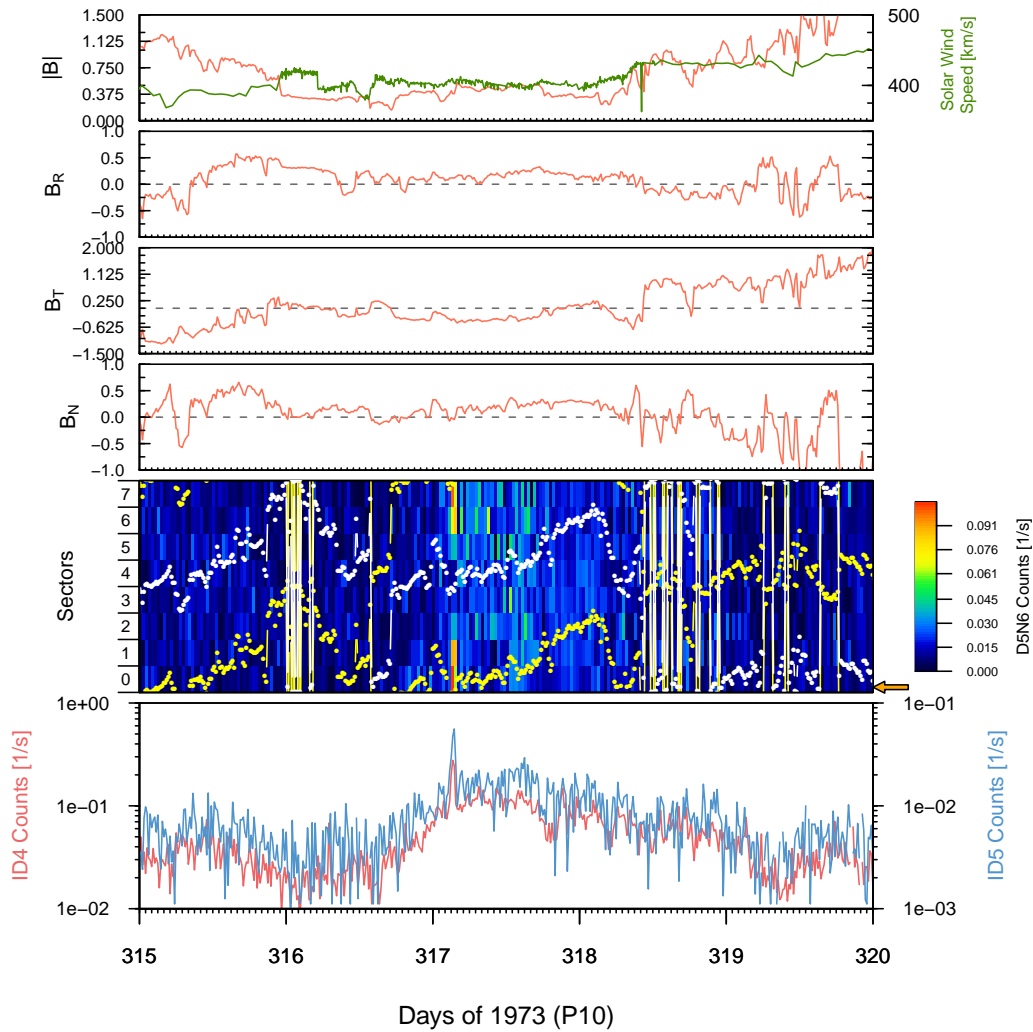 1.500
1.125
0.750
0.375
0.000
|B|
500
400
Solar Wind
Speed [km/s]
1.0
0.5
0.0
−0.5
−1.0
B_R
2.000
1.125
0.250
−0.625
−1.500
B_T
1.0
0.5
0.0
−0.5
−1.0
B_N
7
6
5
4
3
2
1
0
Sectors
0.091
0.076
0.061
0.045
0.030
0.015
0.000
D5N6 Counts [1/s]
1e+00
1e−01
1e−02
ID4 Counts [1/s]
1e−01
1e−02
1e−03
ID5 Counts [1/s]
315 316 317 318 319 320
Days of 1973 (P10)